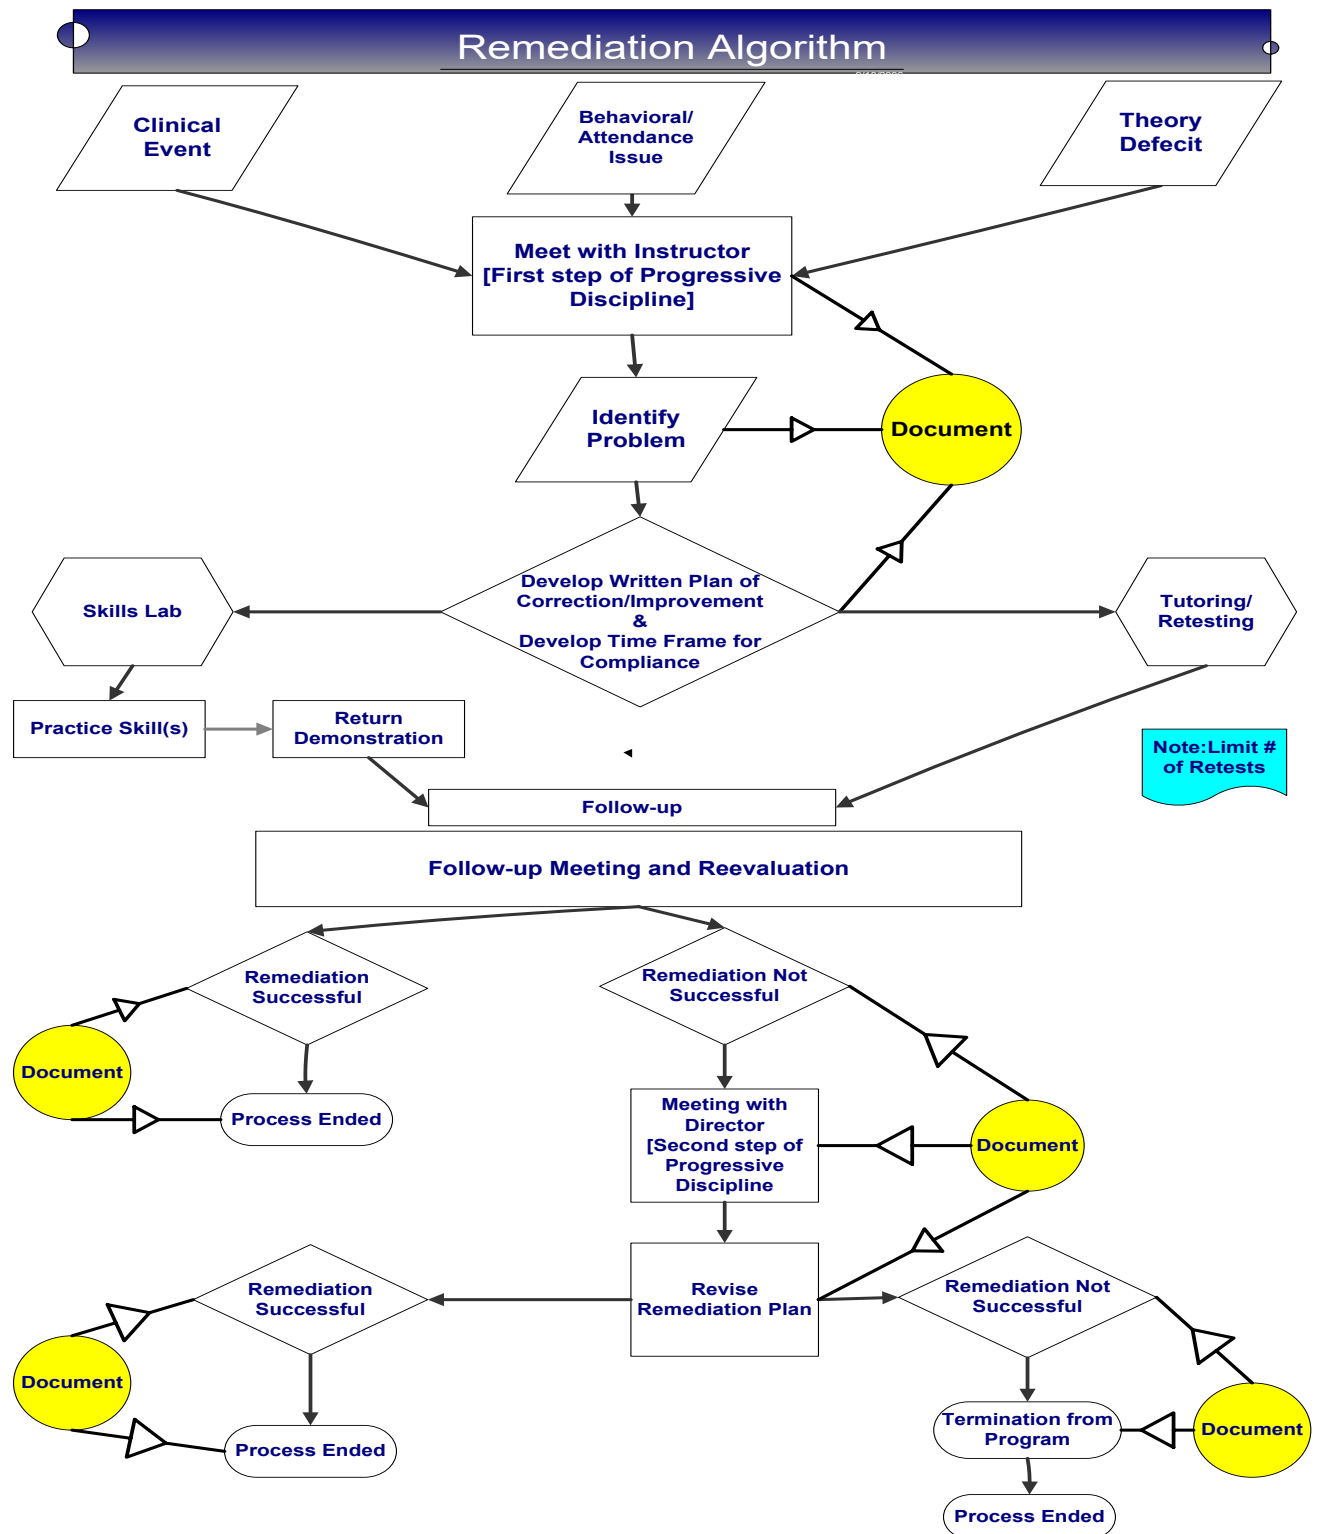 Remediation Algorithm
Clinical
Event
Behavioral/
Attendance
Issue
Theory
Defecit
Meet with Instructor
[First step of Progressive
Discipline]
Identify
Problem
Document
Develop Written Plan of
Correction/Improvement
&
Develop Time Frame for
Compliance
Skills Lab
Tutoring/
Retesting
Practice Skill(s)
Return
Demonstration
Note:Limit #
of Retests
Follow-up
Follow-up Meeting and Reevaluation
Remediation
Successful
Remediation Not
Successful
Document
Process Ended
Meeting with
Director
[Second step of
Progressive
Discipline
Document
Remediation
Successful
Revise
Remediation Plan
Remediation Not
Successful
Document
Process Ended
Termination from
Program
Document
Process Ended